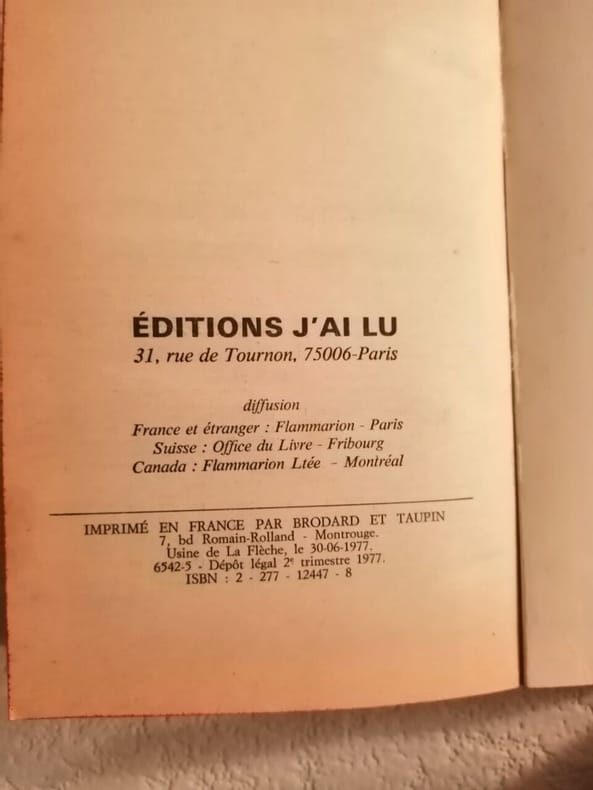 ÉDITIONS J'AI LU
31, rue de Tournon, 75006-Paris
diffusion
France et étranger : Flammarion - Paris
Suisse : Office du Livre - Fribourg
Canada : Flammarion Ltée - Montréal
IMPRIMÉ EN FRANCE PAR BRODARD ET TAUPIN
7, bd Romain-Rolland - Montrouge.
Usine de La Flèche, le 30-06-1977.
6542-5 - Dépôt légal 2e trimestre 1977.
ISBN : 2 - 277 - 12447 - 8